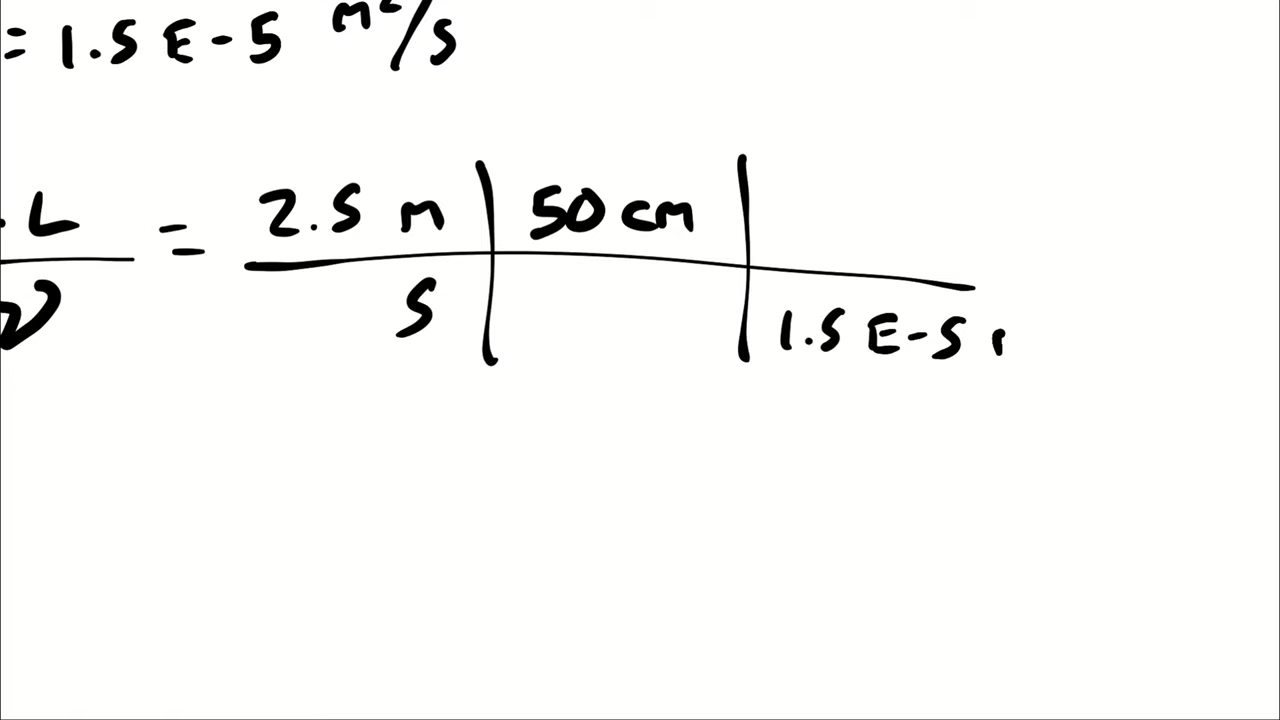 = 1.5 E-5 m²/s
. L = 2.5 m 50 cm
ν s 1.5 E-5